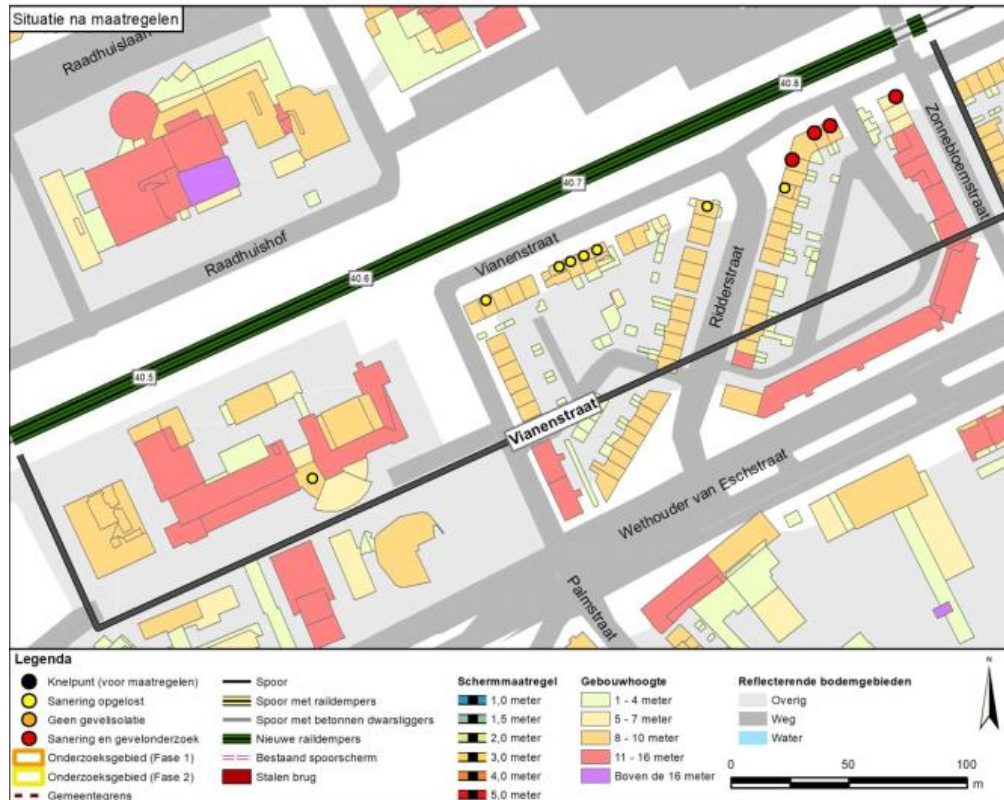 Situatie na maatregelen
Raadhuislaan
Raadhuishof
40.8
40.7
40.6
40.5
Zonnebloemstraat
Vianenstraat
Ridderstraat
Vianenstraat
Wethouder van Eschstraat
Palmstraat
Legenda
Knelpunt (voor maatregelen)
Sanering opgelost
Geen gevelisolatie
Sanering en gevelonderzoek
Onderzoeksgebied (Fase 1)
Onderzoeksgebied (Fase 2)
Gemeentegrens
Spoor
Spoor met raildempers
Spoor met betonnen dwarsliggers
Nieuwe raildempers
Bestaand spoorscherm
Stalen brug
Schermmaatregel
1,0 meter
1,5 meter
2,0 meter
3,0 meter
4,0 meter
5,0 meter
Gebouwhoogte
1 - 4 meter
5 - 7 meter
8 - 10 meter
11 - 16 meter
Boven de 16 meter
Reflecterende bodemgebieden
Overig
Weg
Water
N
0 50 100
m